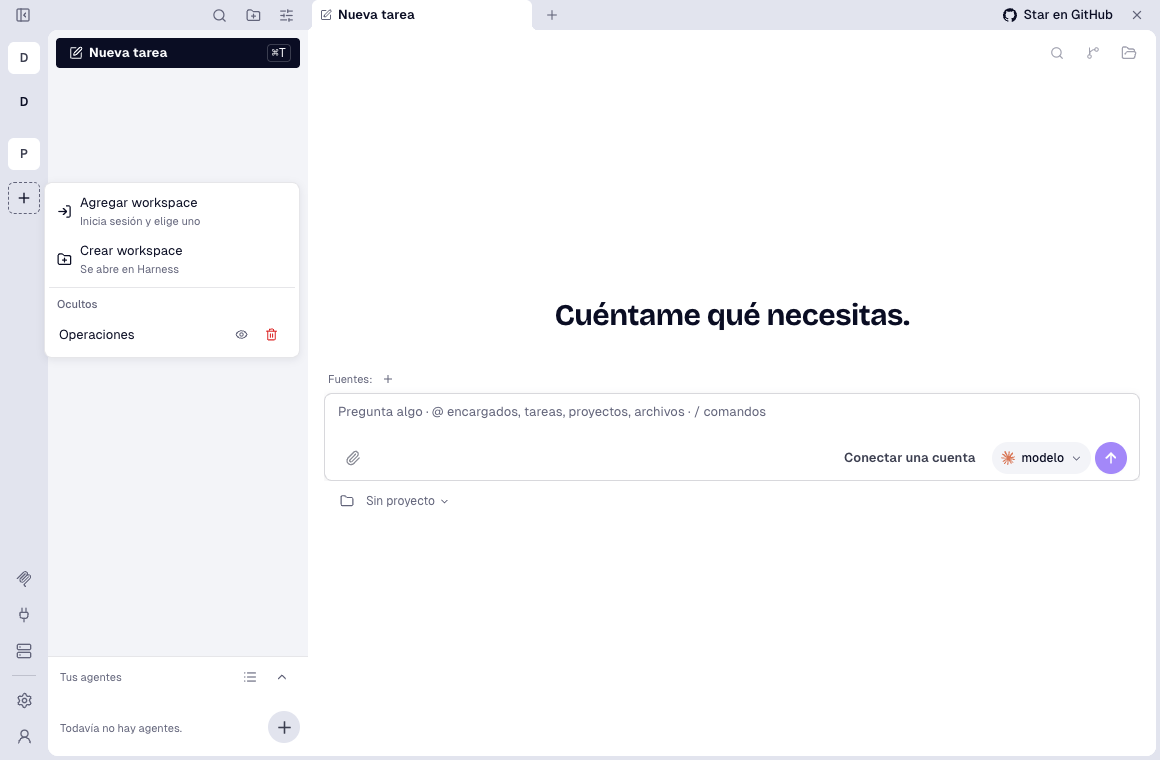 Nueva tarea
Star en GitHub
D
Nueva tarea
⌘T
D
P
Agregar workspace
Inicia sesión y elige uno
Crear workspace
Se abre en Harness
Ocultos
Operaciones
Cuéntame qué necesitas.
Fuentes:
Pregunta algo · @ encargados, tareas, proyectos, archivos · / comandos
Conectar una cuenta
modelo
Sin proyecto
Tus agentes
Todavía no hay agentes.